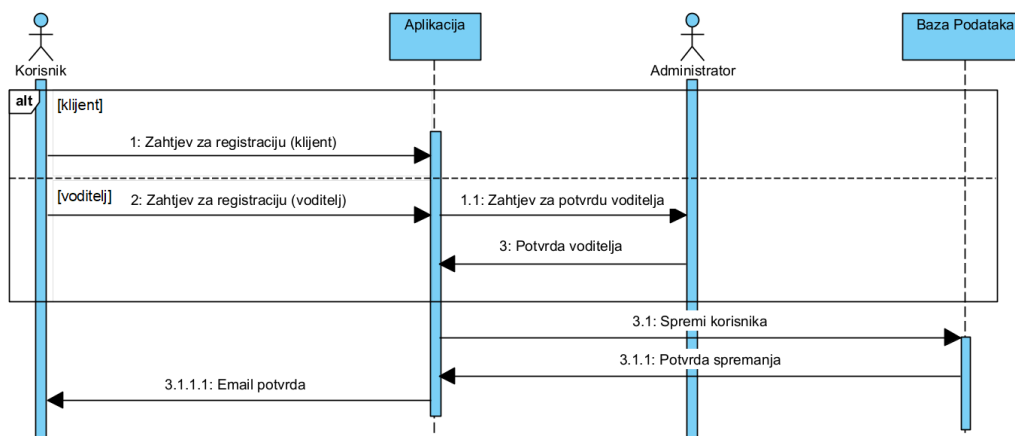 Aplikacija
Baza Podataka
Korisnik
Administrator
alt
[klijent]
1: Zahtjev za registraciju (klijent)
[voditelj]
2: Zahtjev za registraciju (voditelj)
1.1: Zahtjev za potvrdu voditelja
3: Potvrda voditelja
3.1: Spremi korisnika
3.1.1: Potvrda spremanja
3.1.1.1: Email potvrda